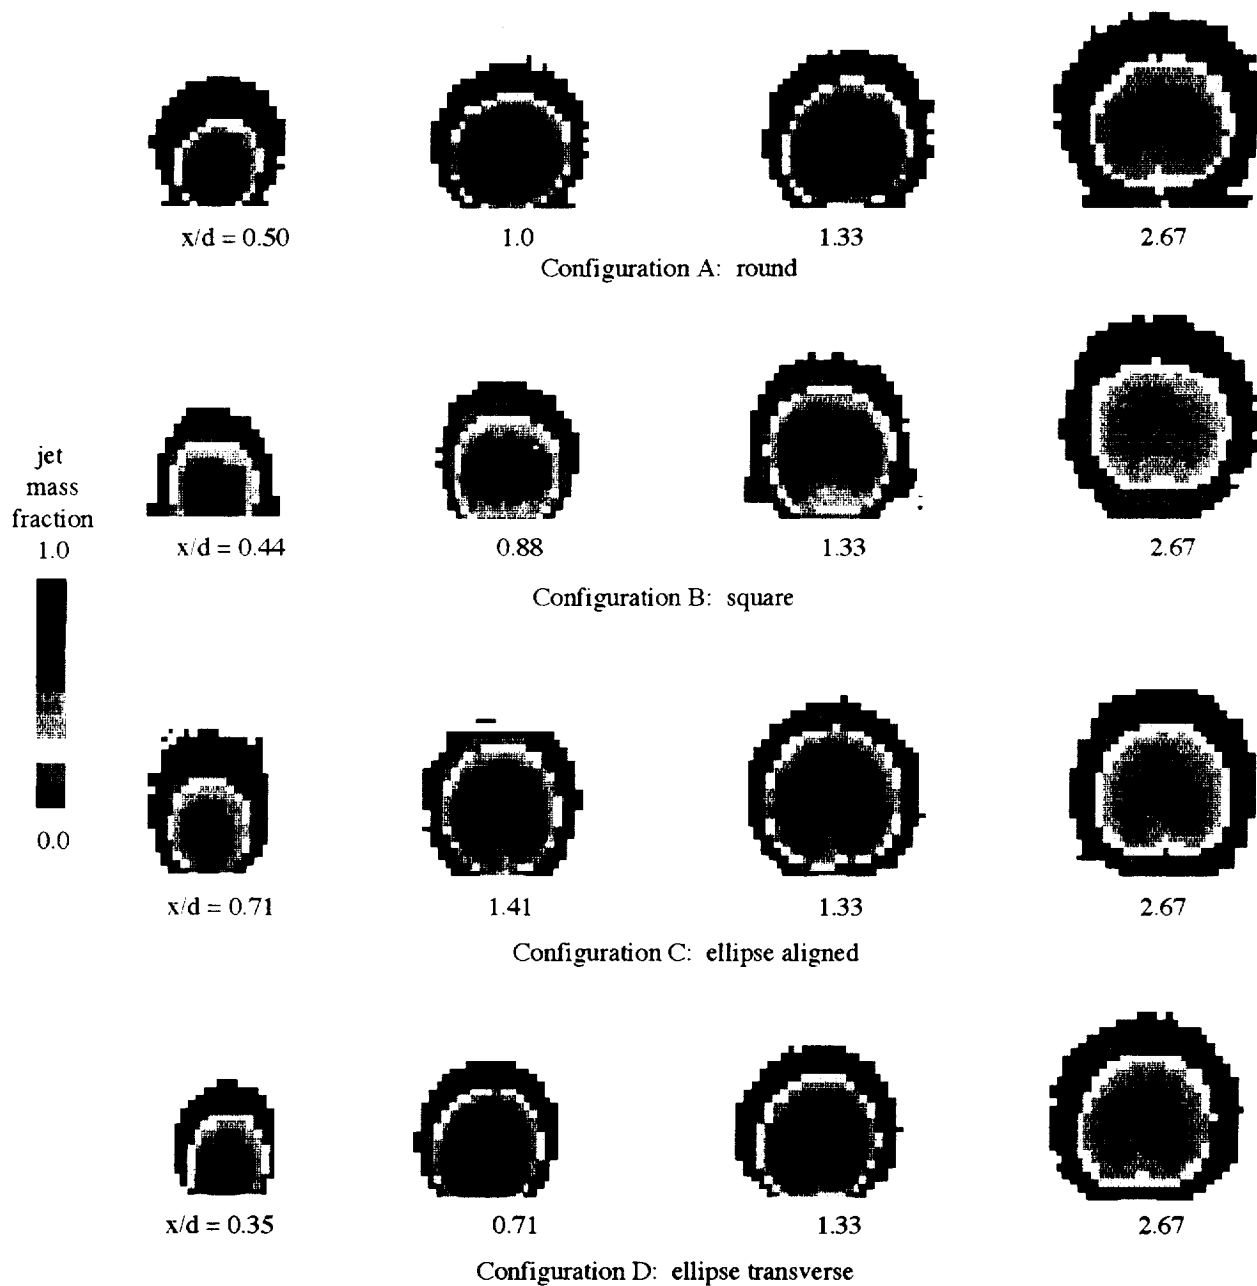 x/d = 0.50 1.0 1.33 2.67
Configuration A: round
jet
mass
fraction
1.0
x/d = 0.44 0.88 1.33 2.67
Configuration B: square
0.0
x/d = 0.71 1.41 1.33 2.67
Configuration C: ellipse aligned
x/d = 0.35 0.71 1.33 2.67
Configuration D: ellipse transverse